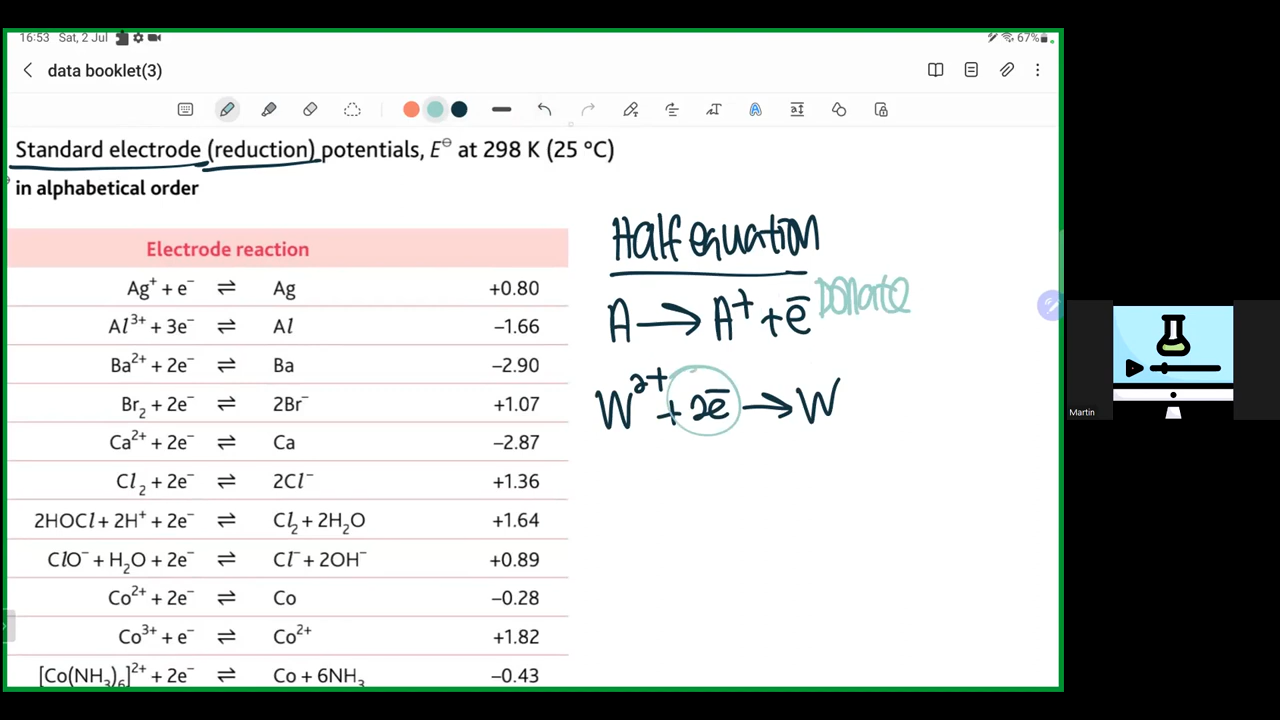 16:53 Sat, 2 Jul 67%
data booklet(3)
Standard electrode (reduction) potentials, E⊖ at 298 K (25 °C)
in alphabetical order
Electrode reaction
Ag⁺ + e⁻ ⇌ Ag +0.80
Al³⁺ + 3e⁻ ⇌ Al –1.66
Ba²⁺ + 2e⁻ ⇌ Ba –2.90
Br₂ + 2e⁻ ⇌ 2Br⁻ +1.07
Ca²⁺ + 2e⁻ ⇌ Ca –2.87
Cl₂ + 2e⁻ ⇌ 2Cl⁻ +1.36
2HOCl + 2H⁺ + 2e⁻ ⇌ Cl₂ + 2H₂O +1.64
ClO⁻ + H₂O + 2e⁻ ⇌ Cl⁻ + 2OH⁻ +0.89
Co²⁺ + 2e⁻ ⇌ Co –0.28
Co³⁺ + e⁻ ⇌ Co²⁺ +1.82
[Co(NH₃)₆]²⁺ + 2e⁻ ⇌ Co + 6NH₃ –0.43
Half equation
A → A⁺ + e⁻ Donate
W²⁺ + 2e⁻ → W
Martin